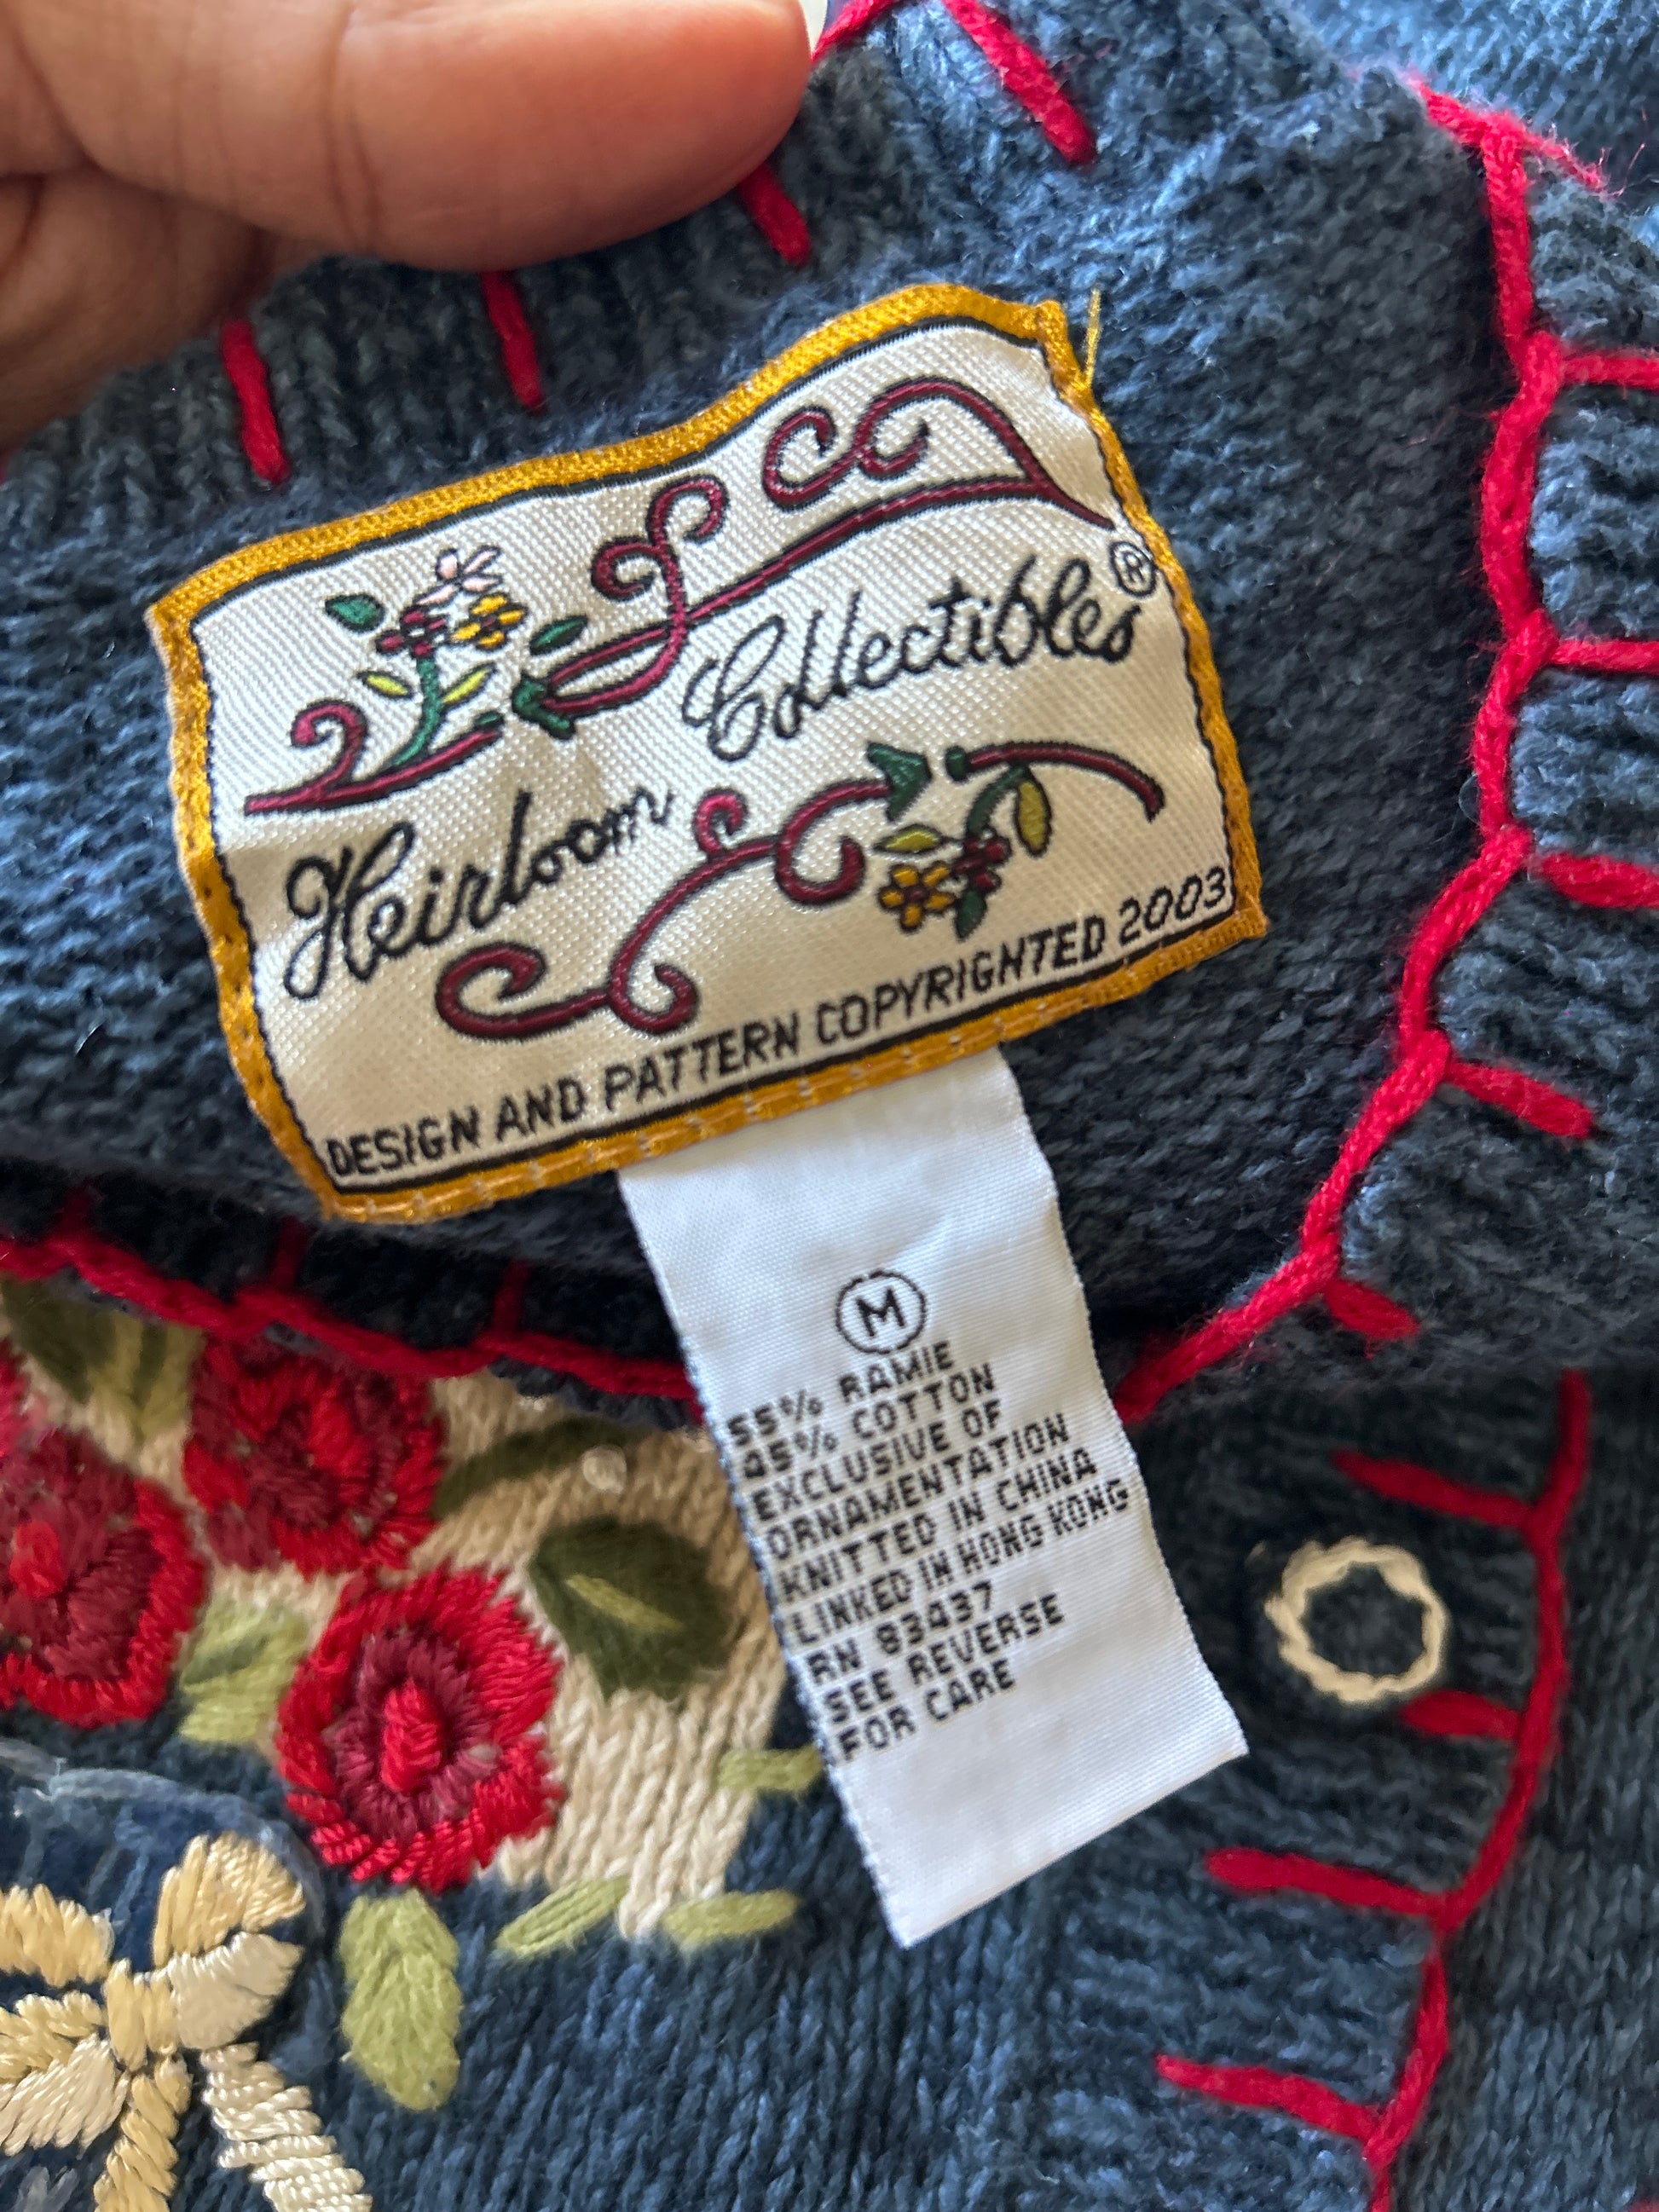 Heirloom Collectibles®
DESIGN AND PATTERN COPYRIGHTED 2003
M
55% RAMIE
45% COTTON
EXCLUSIVE OF
ORNAMENTATION
KNITTED IN CHINA
LINKED IN HONG KONG
RN 83437
SEE REVERSE
FOR CARE